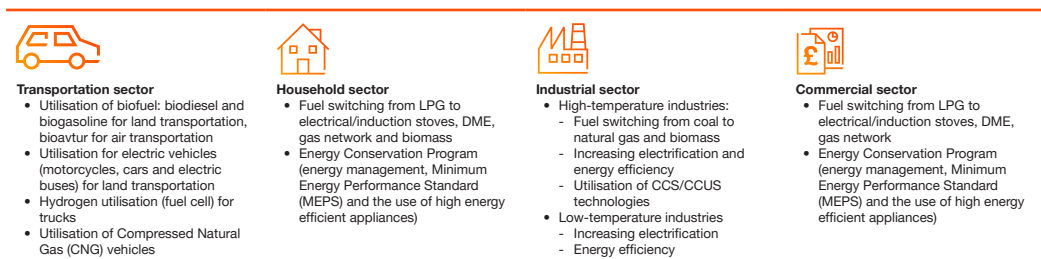 Transportation sector
• Utilisation of biofuel: biodiesel and
biogasoline for land transportation,
bioavtur for air transportation
• Utilisation for electric vehicles
(motorcycles, cars and electric
buses) for land transportation
• Hydrogen utilisation (fuel cell) for
trucks
• Utilisation of Compressed Natural
Gas (CNG) vehicles
Household sector
• Fuel switching from LPG to
electrical/induction stoves, DME,
gas network and biomass
• Energy Conservation Program
(energy management, Minimum
Energy Performance Standard
(MEPS) and the use of high energy
efficient appliances)
Industrial sector
• High-temperature industries:
- Fuel switching from coal to
natural gas and biomass
- Increasing electrification and
energy efficiency
- Utilisation of CCS/CCUS
technologies
• Low-temperature industries
- Increasing electrification
- Energy efficiency
£
Commercial sector
• Fuel switching from LPG to
electrical/induction stoves, DME,
gas network
• Energy Conservation Program
(energy management, Minimum
Energy Performance Standard
(MEPS) and the use of high energy
efficient appliances)